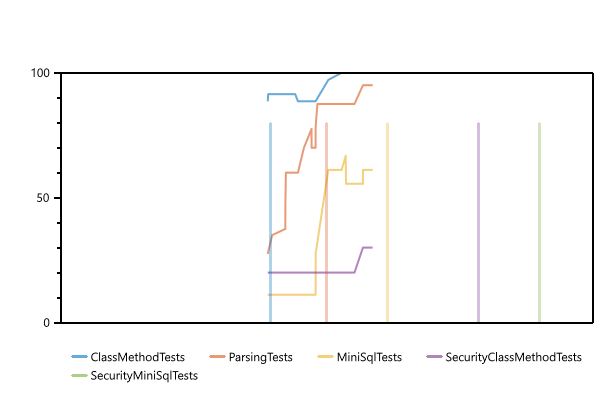 100
50
0
ClassMethodTests ParsingTests MiniSqlTests SecurityClassMethodTests
SecurityMiniSqlTests